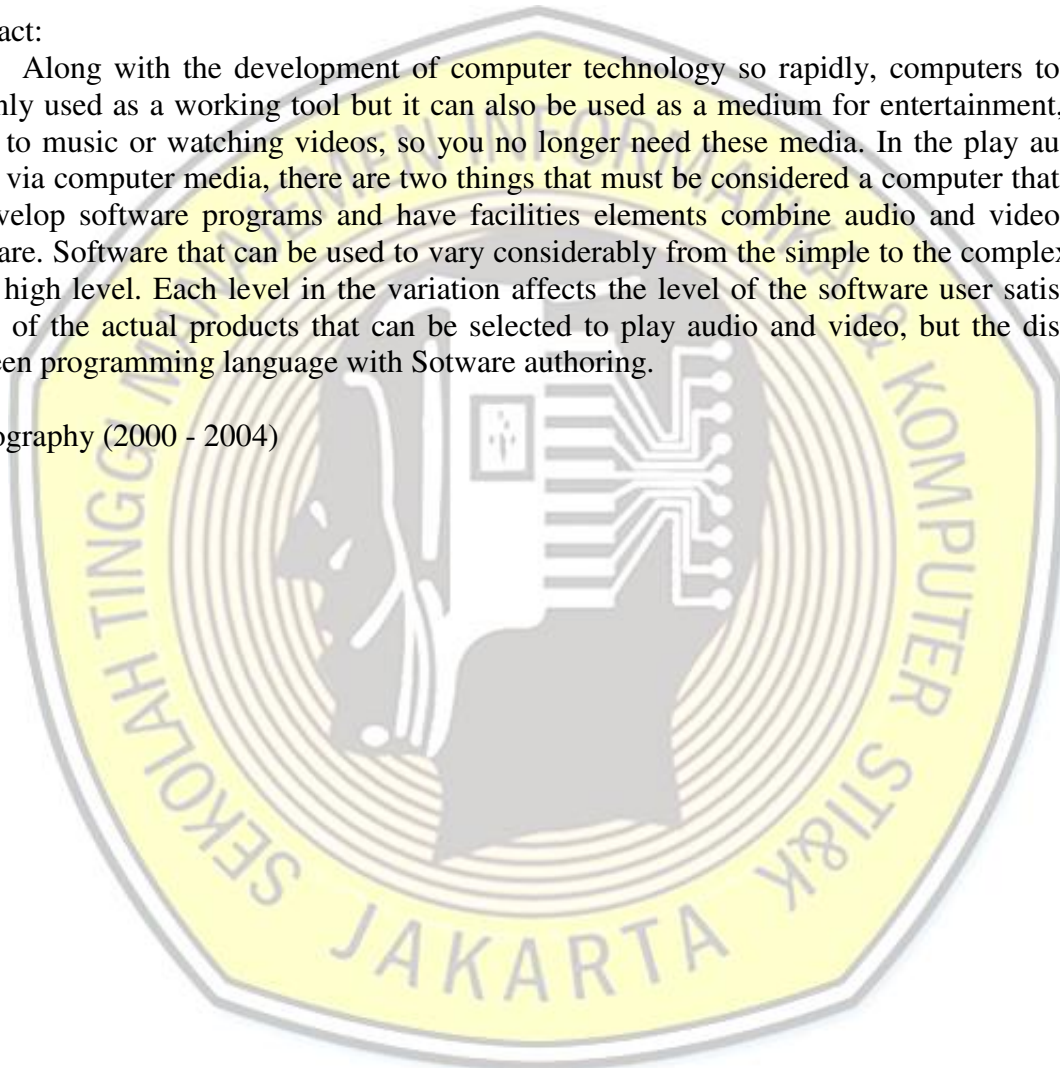 act:
Along with the development of computer technology so rapidly, computers to
nly used as a working tool but it can also be used as a medium for entertainment,
to music or watching videos, so you no longer need these media. In the play au
via computer media, there are two things that must be considered a computer that
velop software programs and have facilities elements combine audio and video
are. Software that can be used to vary considerably from the simple to the complex
high level. Each level in the variation affects the level of the software user satis
of the actual products that can be selected to play audio and video, but the dis
een programming language with Sotware authoring.
ography (2000 - 2004)
SEKOLAH TINGGI MANAJEMEN INFORMATIKA & KOMPUTER STI&K
JAKARTA